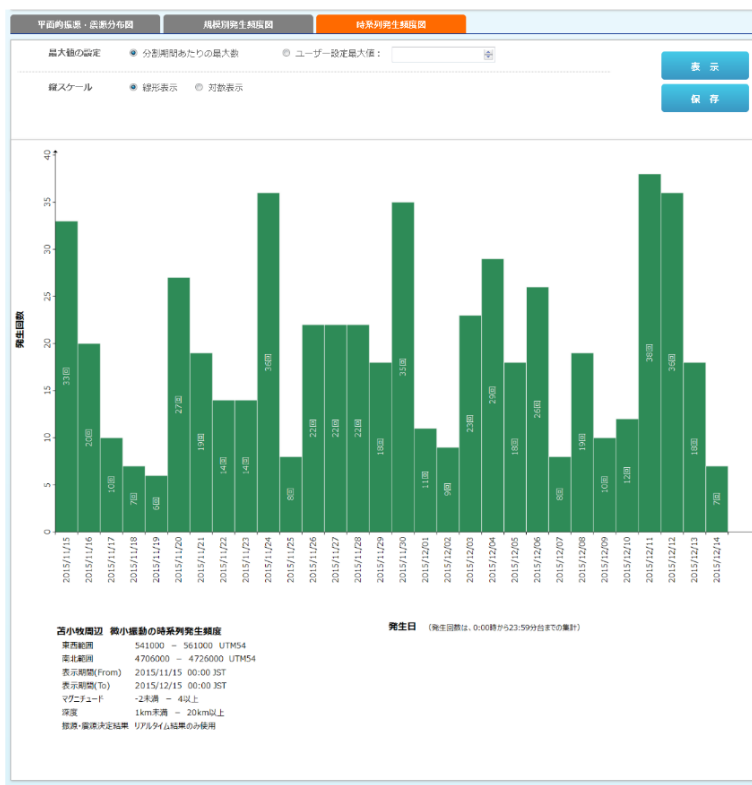 平面的振源・震源分布図
規模別発生頻度図
時系列発生頻度図
最大値の設定 分割期間あたりの最大数 ユーザー設定最大値：
表 示
縦スケール 線形表示 対数表示
保 存
発生回数
40
35
30
25
20
15
10
5
0
33回
20回
10回
7回
6回
27回
19回
14回
14回
36回
8回
22回
22回
22回
18回
35回
11回
9回
23回
29回
18回
26回
8回
19回
10回
12回
38回
36回
18回
7回
2015/11/15
2015/11/16
2015/11/17
2015/11/18
2015/11/19
2015/11/20
2015/11/21
2015/11/22
2015/11/23
2015/11/24
2015/11/25
2015/11/26
2015/11/27
2015/11/28
2015/11/29
2015/11/30
2015/12/01
2015/12/02
2015/12/03
2015/12/04
2015/12/05
2015/12/06
2015/12/07
2015/12/08
2015/12/09
2015/12/10
2015/12/11
2015/12/12
2015/12/13
2015/12/14
発生日 （発生回数は、0:00時から23:59分台までの集計）
苫小牧周辺 微小振動の時系列発生頻度
東西範囲 541000 － 561000 UTM54
南北範囲 4706000 － 4726000 UTM54
表示期間(From) 2015/11/15 00:00 JST
表示期間(To) 2015/12/15 00:00 JST
マグニチュード -2未満 － 4以上
深度 1km未満 － 20km以上
振源・震源決定結果 リアルタイム結果のみ使用